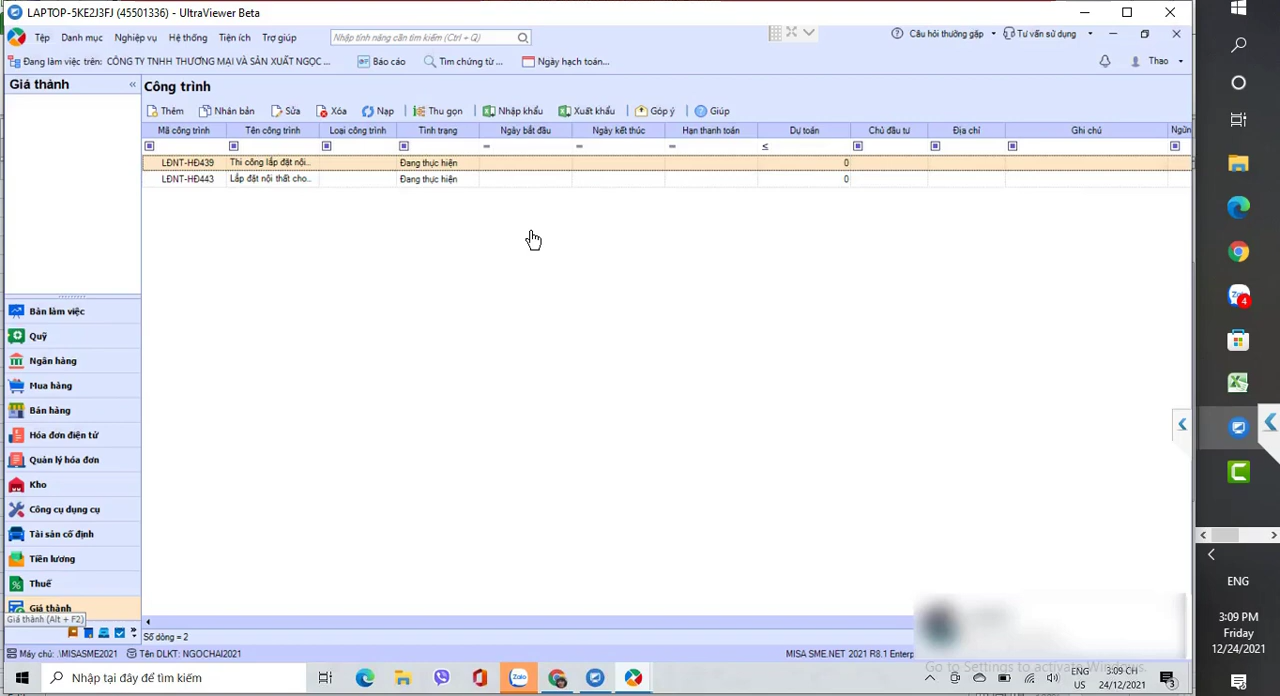 LAPTOP-5KE2J3FJ (45501336) - UltraViewer Beta
Tệp Danh mục Nghiệp vụ Hệ thống Tiện ích Trợ giúp Nhập tính năng cần tìm kiếm (Ctrl + Q) Câu hỏi thường gặp Tư vấn sử dụng
Đang làm việc trên: CÔNG TY TNHH THƯƠNG MẠI VÀ SẢN XUẤT NGỌC ... Báo cáo Tìm chứng từ ... Ngày hạch toán... Thao
Giá thành « Công trình
Thêm Nhân bản Sửa Xóa Nạp Thu gọn Nhập khẩu Xuất khẩu Góp ý Giúp
Mã công trình Tên công trình Loại công trình Tình trạng Ngày bắt đầu Ngày kết thúc Hạn thanh toán Dự toán Chủ đầu tư Địa chỉ Ghi chú Ngừn
= = = ≤
LĐNT-HĐ439 Thi công lắp đặt nội... Đang thực hiện 0
LĐNT-HĐ443 Lắp đặt nội thất cho... Đang thực hiện 0
Bàn làm việc
Quỹ
Ngân hàng
Mua hàng
Bán hàng
Hóa đơn điện tử
Quản lý hóa đơn
Kho
Công cụ dụng cụ
Tài sản cố định
Tiền lương
Thuế
Giá thành
Giá thành (Alt + F2)
Số dòng = 2
Máy chủ: .\MISASME2021 Tên DLKT: NGOCHAI2021 MISA SME.NET 2021 R8.1 Enterp
Go to Settings to activate Windows.
Nhập tại đây để tìm kiếm
Zalo
ENG
US
3:09 CH
24/12/2021
3
4
ENG
3:09 PM
Friday
12/24/2021